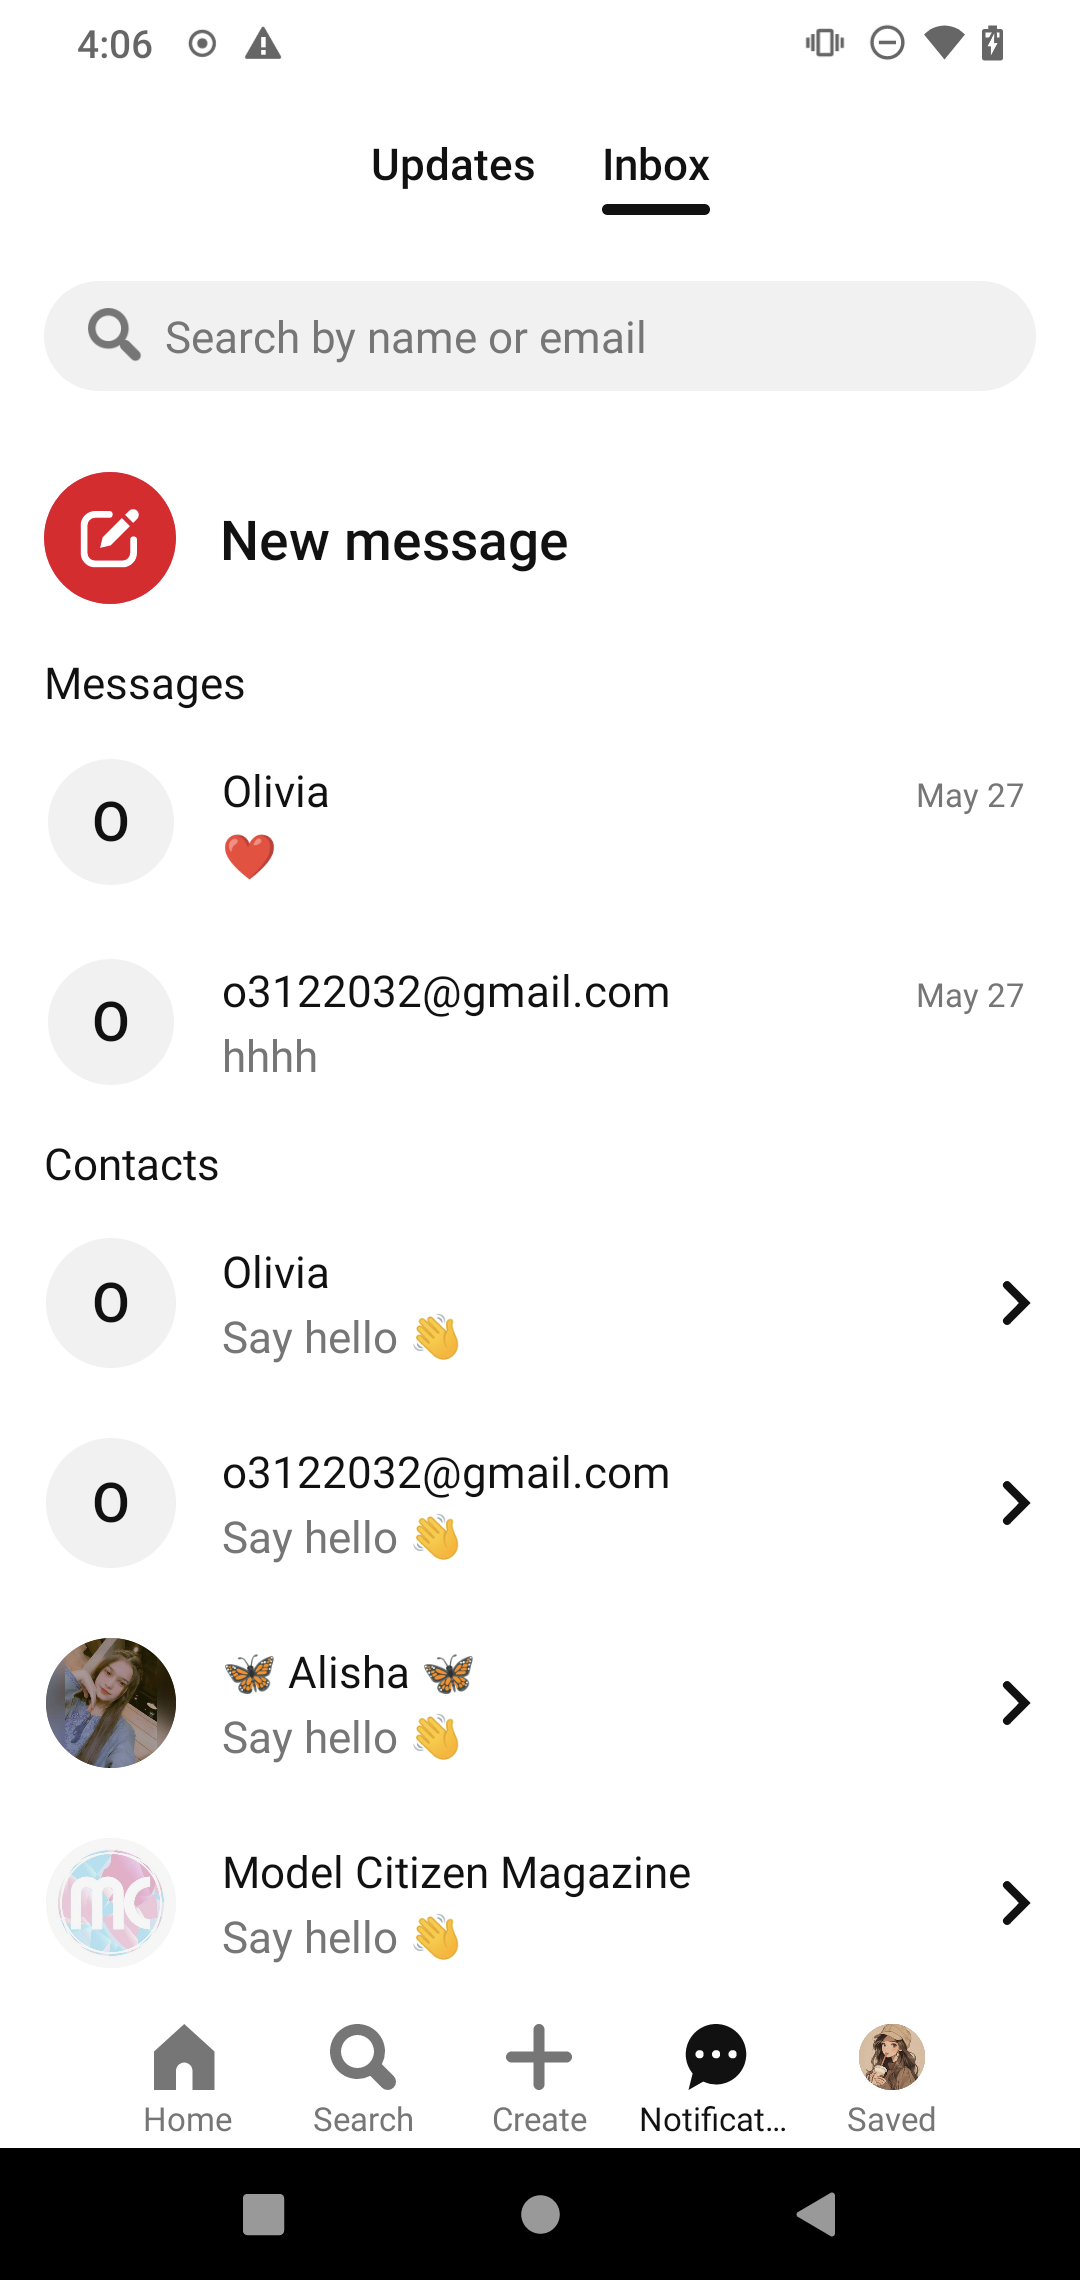 4:06
Updates Inbox
Search by name or email
New message
Messages
O Olivia May 27
❤️
O o3122032@gmail.com May 27
hhhh
Contacts
O Olivia
Say hello 👋
O o3122032@gmail.com
Say hello 👋
🦋 Alisha 🦋
Say hello 👋
mc Model Citizen Magazine
Say hello 👋
Home Search Create Notificat... Saved